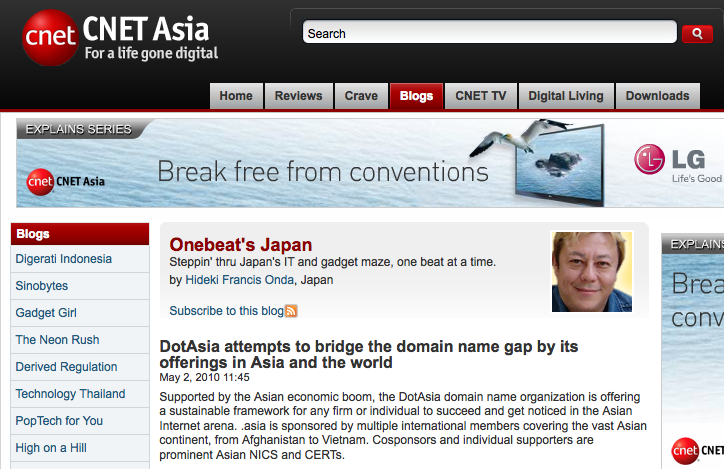 cnet CNET Asia
For a life gone digital
Search
Home Reviews Crave Blogs CNET TV Digital Living Downloads
EXPLAINS SERIES
Break free from conventions
cnet CNET Asia
LG
Life's Good
Blogs
Digerati Indonesia
Sinobytes
Gadget Girl
The Neon Rush
Derived Regulation
Technology Thailand
PopTech for You
High on a Hill
Onebeat's Japan
Steppin' thru Japan's IT and gadget maze, one beat at a time.
by Hideki Francis Onda, Japan
Subscribe to this blog
DotAsia attempts to bridge the domain name gap by its
offerings in Asia and the world
May 2, 2010 11:45
Supported by the Asian economic boom, the DotAsia domain name organization is offering
a sustainable framework for any firm or individual to succeed and get noticed in the Asian
Internet arena. .asia is sponsored by multiple international members covering the vast Asian
continent, from Afghanistan to Vietnam. Cosponsors and individual supporters are
prominent Asian NICS and CERTs.
EXPLAINS
Brea
conv
cnet CNET